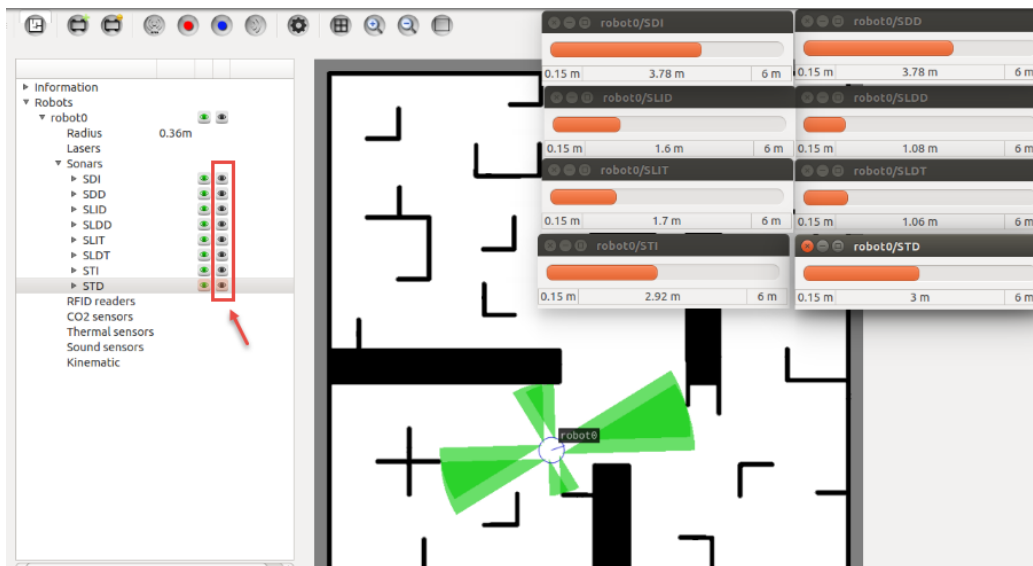 Information
Robots
robot0
Radius 0.36m
Lasers
Sonars
SDI
SDD
SLID
SLDD
SLIT
SLDT
STI
STD
RFID readers
CO2 sensors
Thermal sensors
Sound sensors
Kinematic
robot0/SDI
0.15 m 3.78 m 6 m
robot0/SDD
0.15 m 3.78 m 6 m
robot0/SLID
0.15 m 1.6 m 6 m
robot0/SLDD
0.15 m 1.08 m 6 m
robot0/SLIT
0.15 m 1.7 m 6 m
robot0/SLDT
0.15 m 1.06 m 6 m
robot0/STI
0.15 m 2.92 m 6 m
robot0/STD
0.15 m 3 m 6 m
robot0